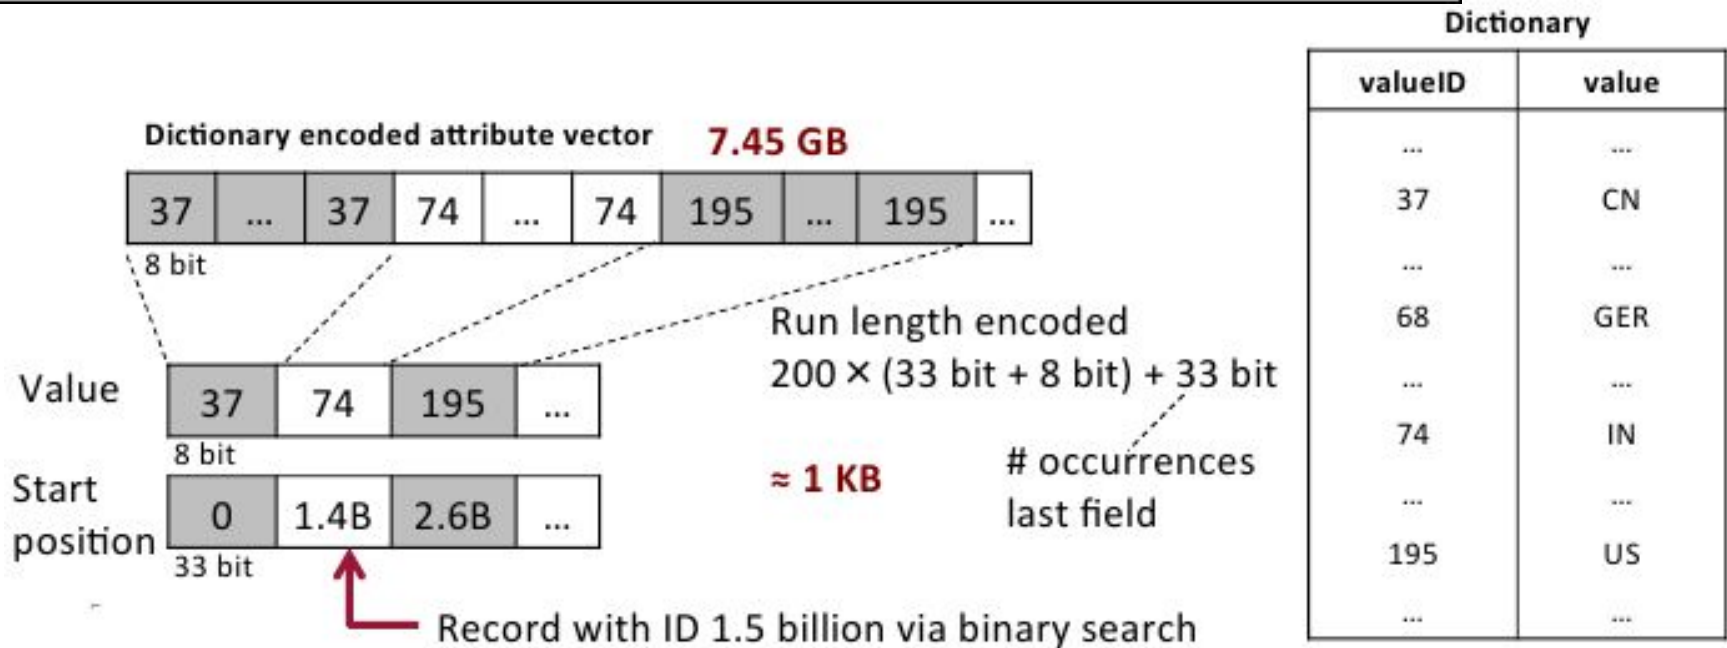 Dictionary
valueID value
... ...
37 CN
... ...
68 GER
... ...
74 IN
... ...
195 US
... ...
Dictionary encoded attribute vector 7.45 GB
37 ... 37 74 ... 74 195 ... 195 ...
8 bit
Run length encoded
200 × (33 bit + 8 bit) + 33 bit
Value 37 74 195 ...
8 bit
≈ 1 KB
# occurrences
last field
Start
position
0 1.4B 2.6B ...
33 bit
Record with ID 1.5 billion via binary search